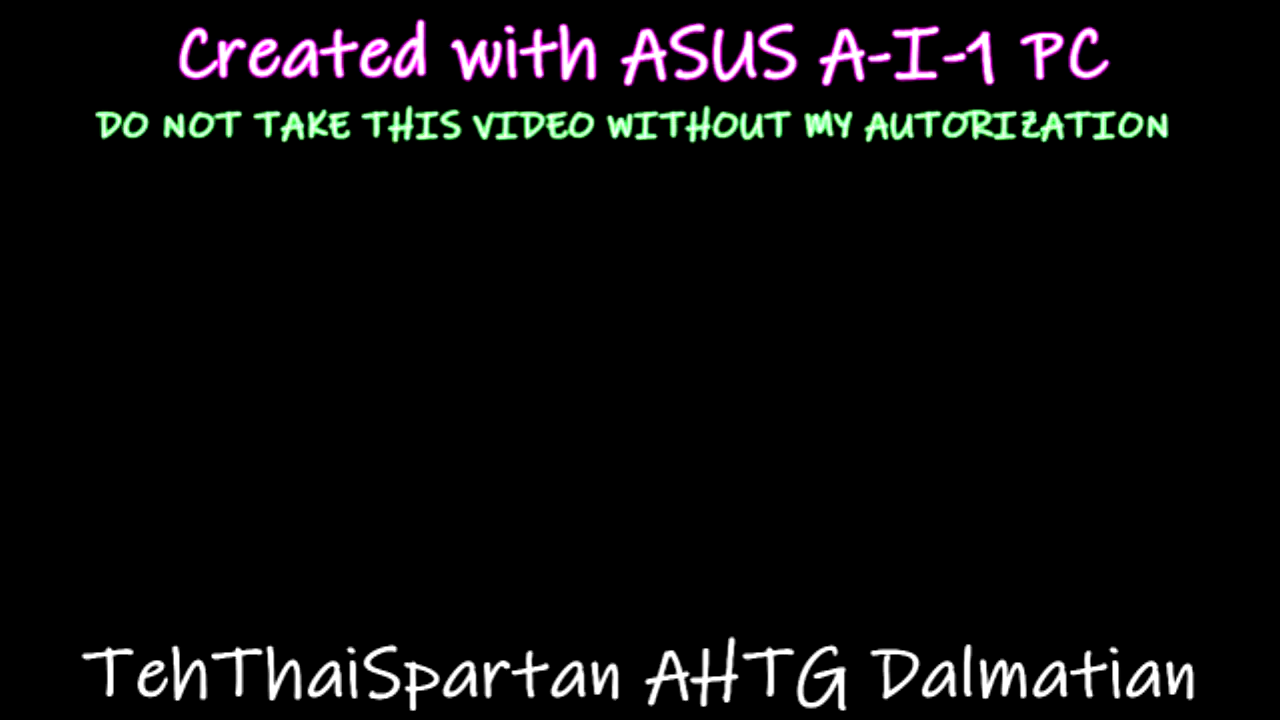 Created with ASUS A-I-1 PC
DO NOT TAKE THIS VIDEO WITHOUT MY AUTORIZATION
TehThaiSpartan AHTG Dalmatian